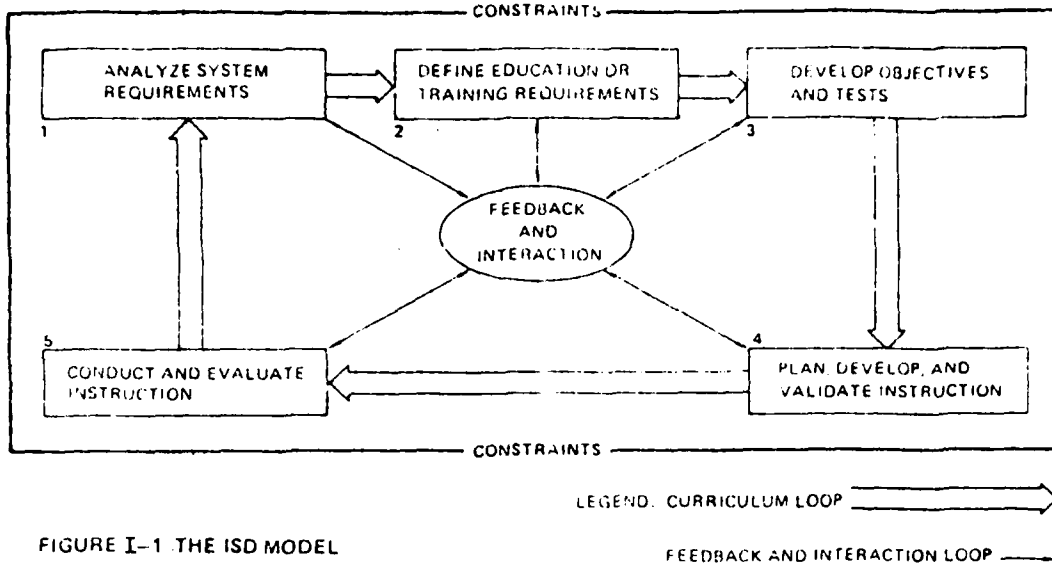 CONSTRAINTS
ANALYZE SYSTEM
REQUIREMENTS
1
DEFINE EDUCATION OR
TRAINING REQUIREMENTS
2
DEVELOP OBJECTIVES
AND TESTS
3
FEEDBACK
AND
INTERACTION
5
CONDUCT AND EVALUATE
INSTRUCTION
4
PLAN, DEVELOP, AND
VALIDATE INSTRUCTION
CONSTRAINTS
LEGEND. CURRICULUM LOOP
FIGURE I-1 THE ISD MODEL
FEEDBACK AND INTERACTION LOOP